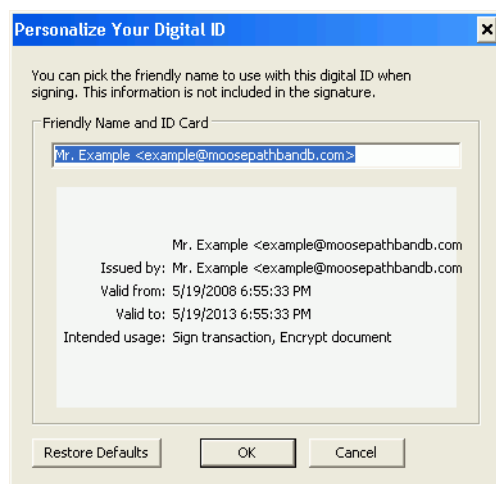 Personalize Your Digital ID
You can pick the friendly name to use with this digital ID when
signing. This information is not included in the signature.
Friendly Name and ID Card
Mr. Example <example@moosepathbandb.com>
Mr. Example <example@moosepathbandb.com
Issued by: Mr. Example <example@moosepathbandb.com
Valid from: 5/19/2008 6:55:33 PM
Valid to: 5/19/2013 6:55:33 PM
Intended usage: Sign transaction, Encrypt document
Restore Defaults OK Cancel